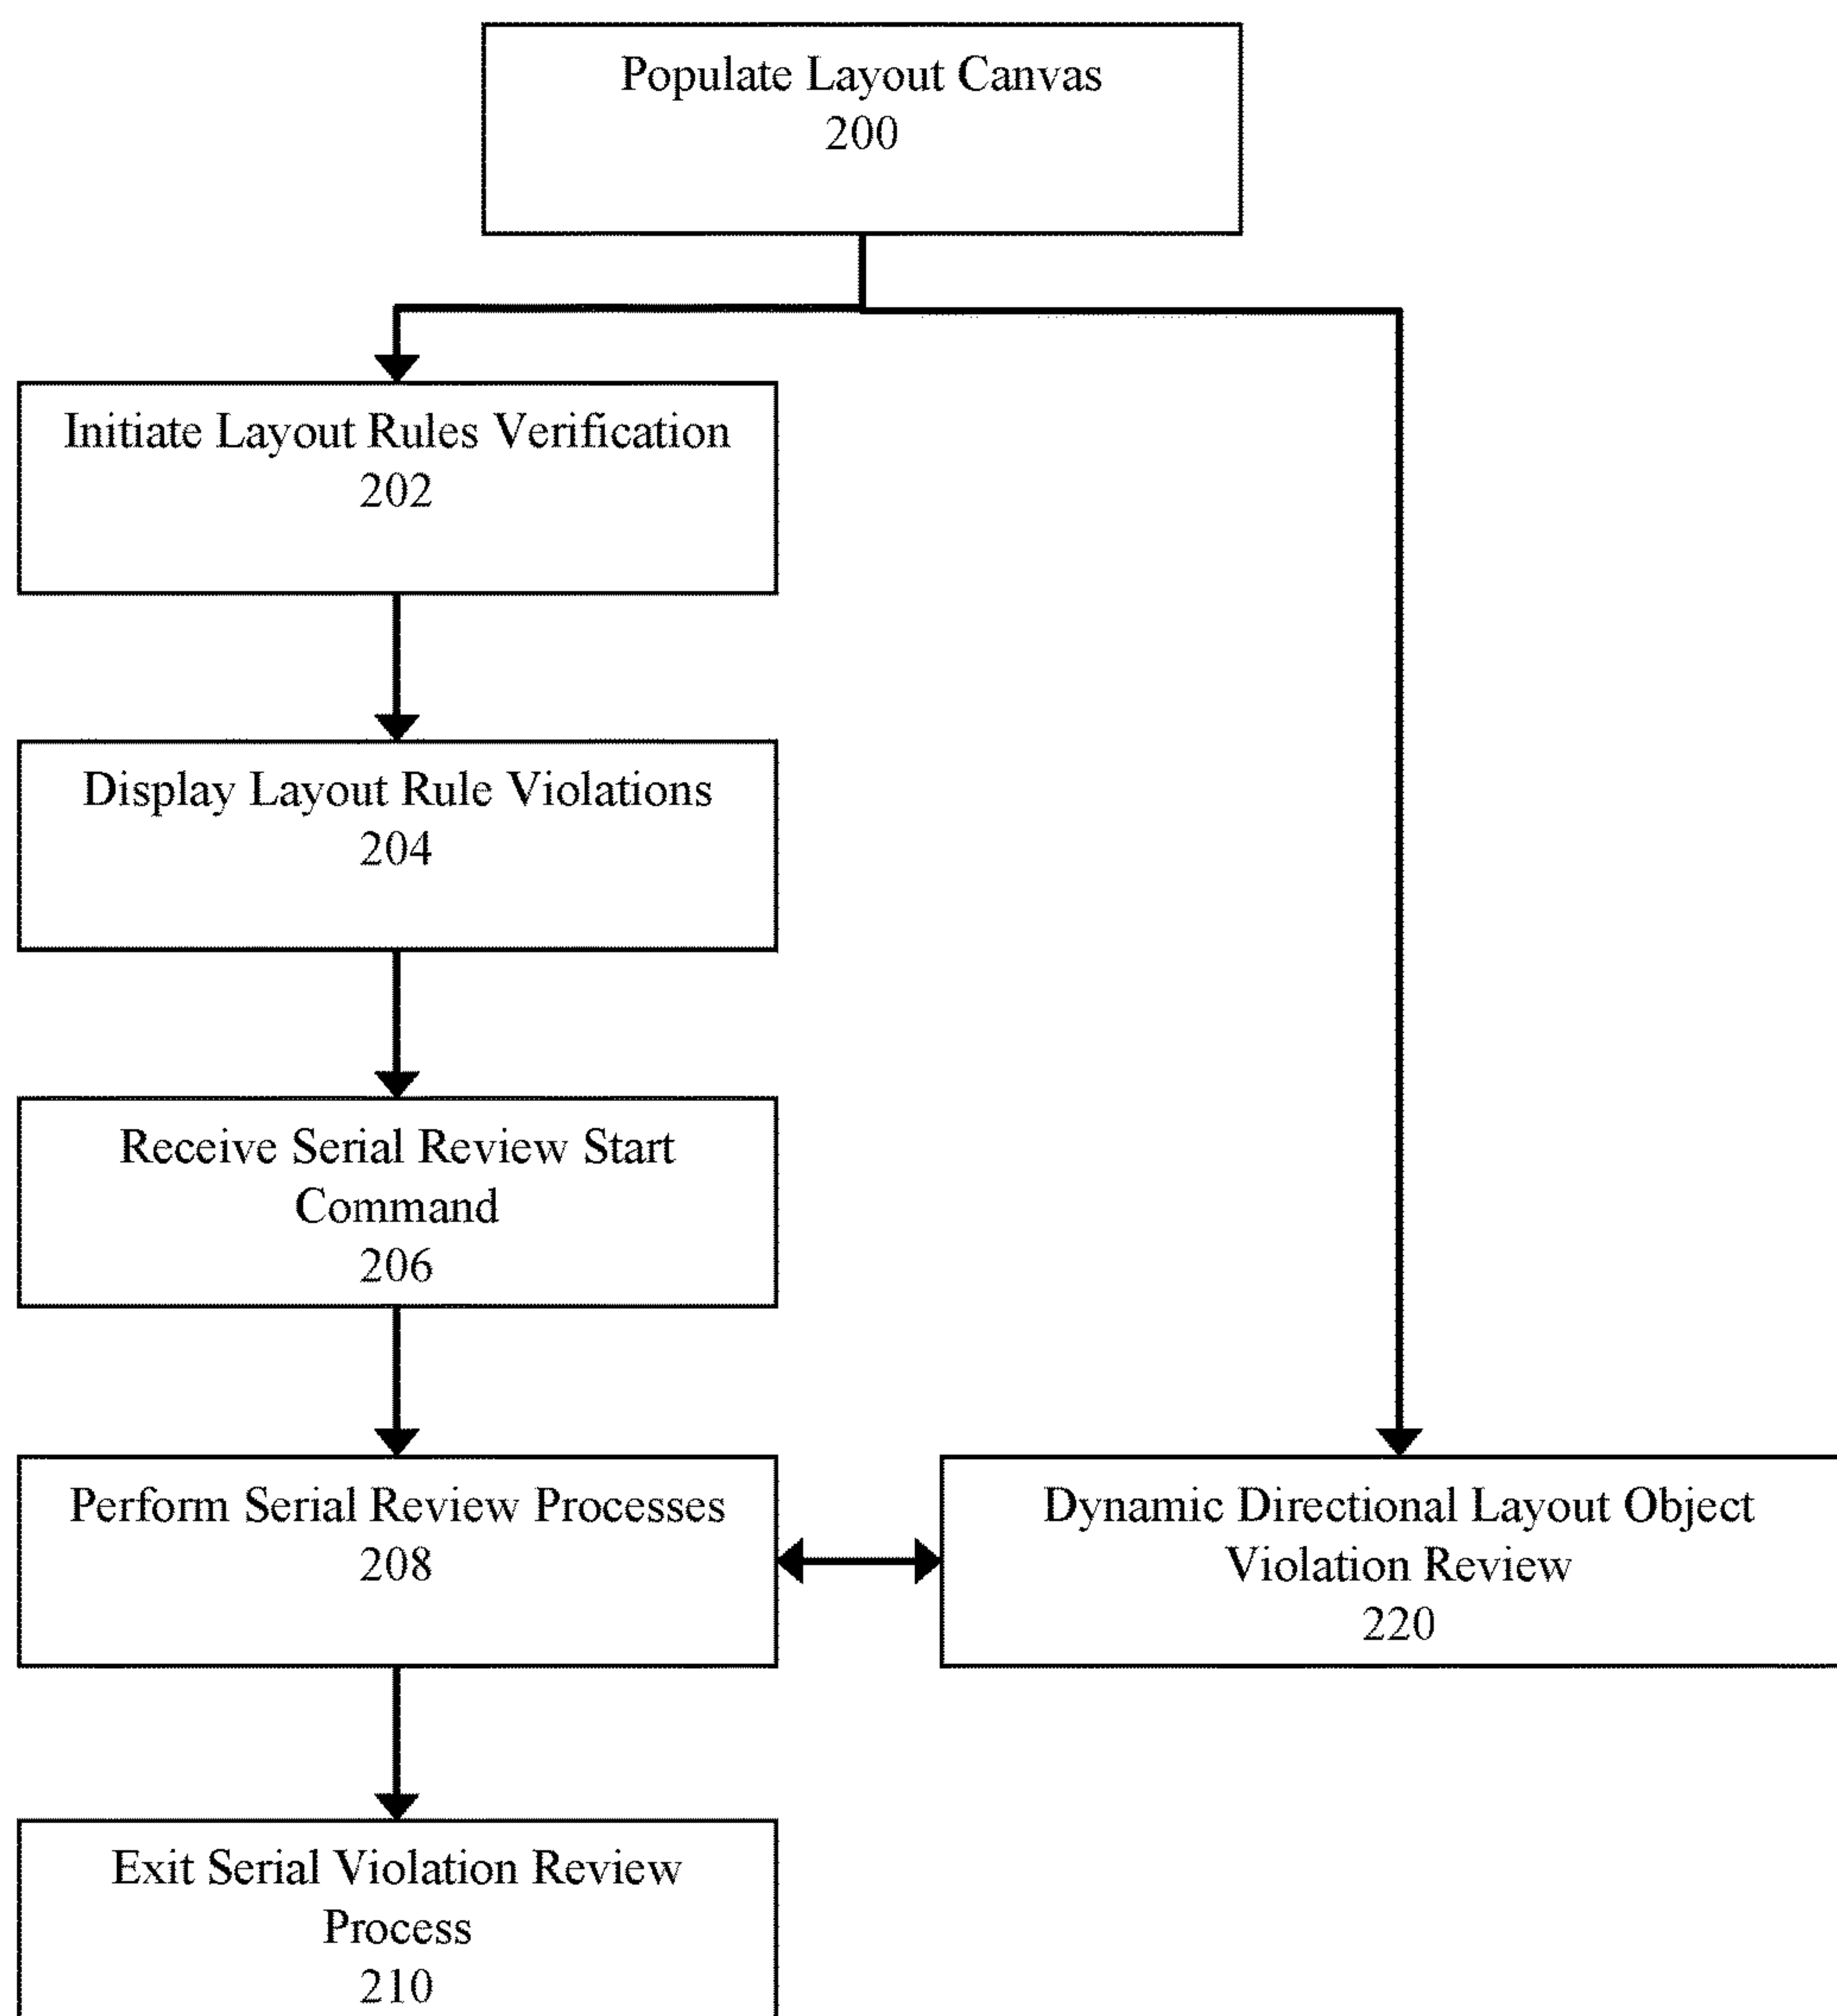 Populate Layout Canvas
200
Initiate Layout Rules Verification
202
Display Layout Rule Violations
204
Receive Serial Review Start
Command
206
Perform Serial Review Processes
208
Dynamic Directional Layout Object
Violation Review
220
Exit Serial Violation Review
Process
210